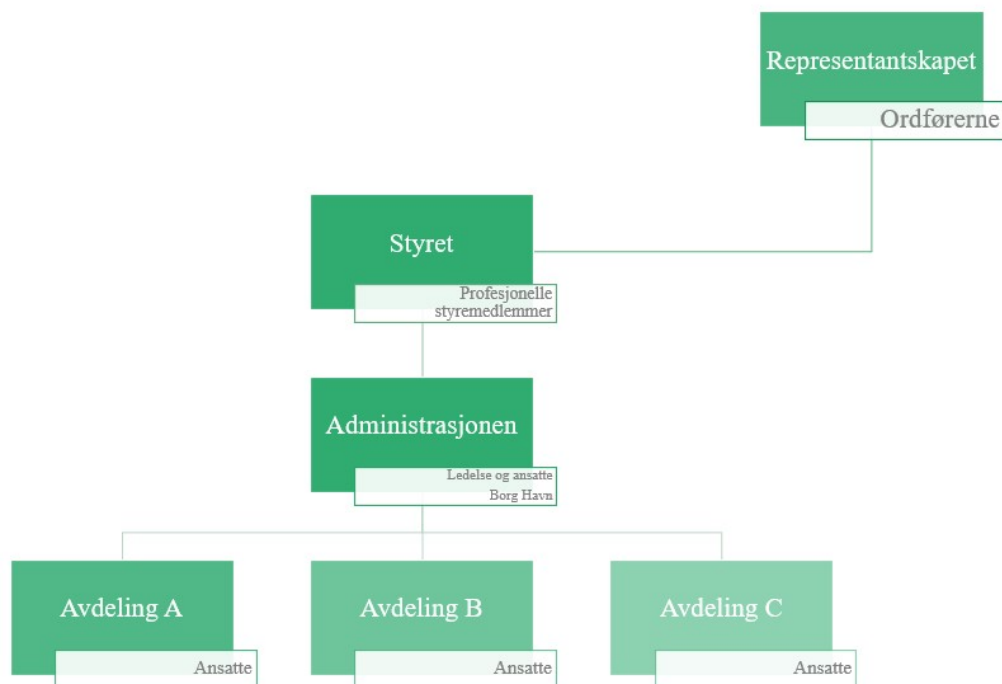 Representantskapet
Ordførerne
Styret
Profesjonelle
styremedlemmer
Administrasjonen
Ledelse og ansatte
Borg Havn
Avdeling A
Ansatte
Avdeling B
Ansatte
Avdeling C
Ansatte